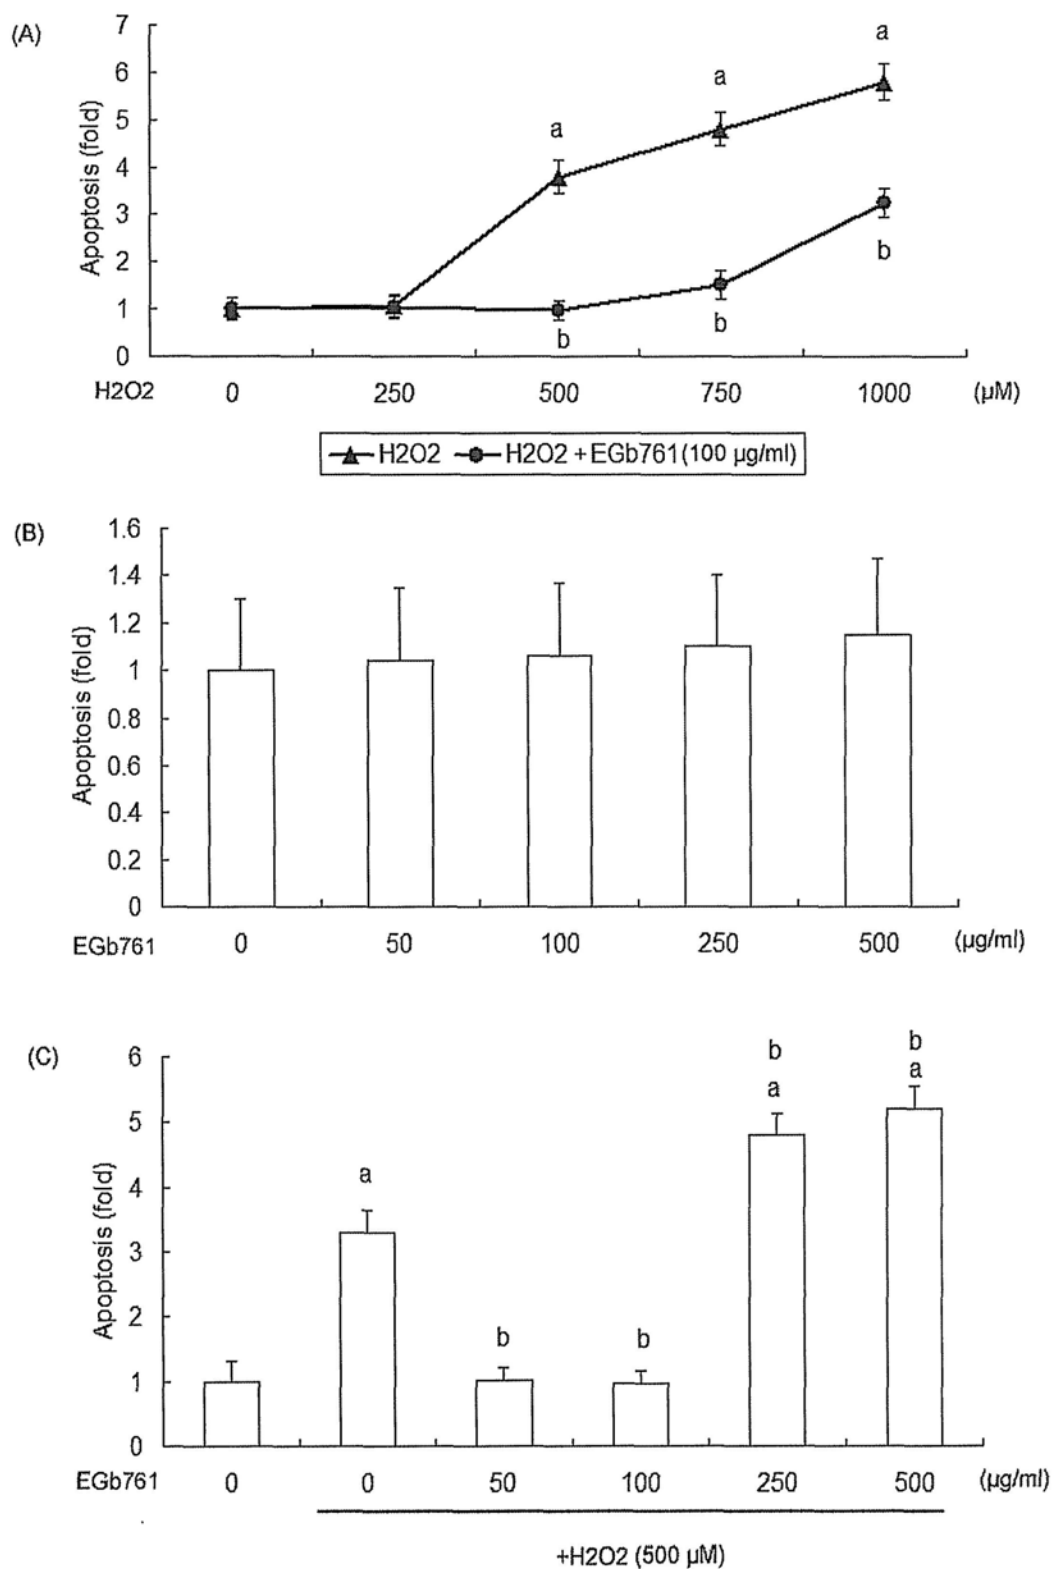 (A)
7
6
5
4
3
2
1
0
Apoptosis (fold)
a
a
a
b
b
b
H2O2 0 250 500 750 1000 (µM)
H2O2 H2O2 +EGb761(100 µg/ml)
(B)
1.6
1.4
1.2
1
0.8
0.6
0.4
0.2
0
Apoptosis (fold)
EGb761 0 50 100 250 500 (µg/ml)
(C)
6
5
4
3
2
1
0
Apoptosis (fold)
a
b
b
b
a
b
a
EGb761 0 0 50 100 250 500 (µg/ml)
+H2O2 (500 µM)